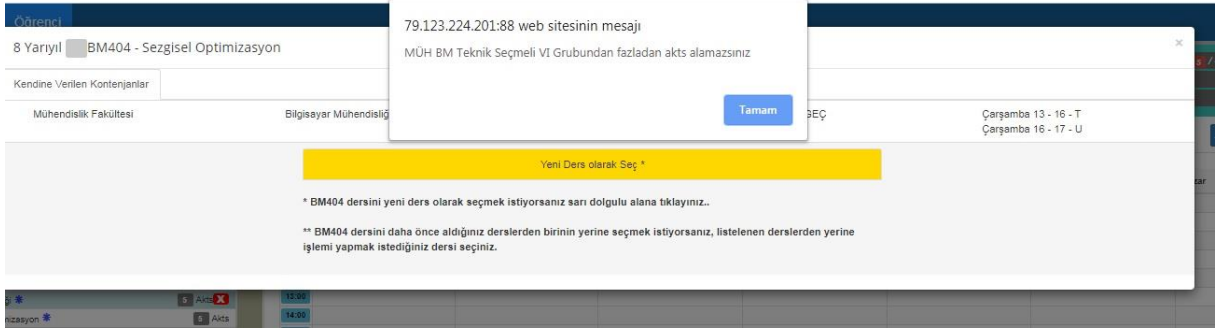 Öğrenci
79.123.224.201:88 web sitesinin mesajı
MÜH BM Teknik Seçmeli VI Grubundan fazladan akts alamazsınız
Tamam
8 Yarıyıl BM404 - Sezgisel Optimizasyon
×
Kendine Verilen Kontenjanlar
Mühendislik Fakültesi Bilgisayar Mühendisliğ GEÇ Çarşamba 13 - 16 - T
Çarşamba 16 - 17 - U
Yeni Ders olarak Seç *
* BM404 dersini yeni ders olarak seçmek istiyorsanız sarı dolgulu alana tıklayınız..
** BM404 dersini daha önce aldığınız derslerden birinin yerine seçmek istiyorsanız, listelenen derslerden yerine
işlemi yapmak istediğiniz dersi seçiniz.
5 Akts X 13:00
mizasyon * 5 Akts 14:00